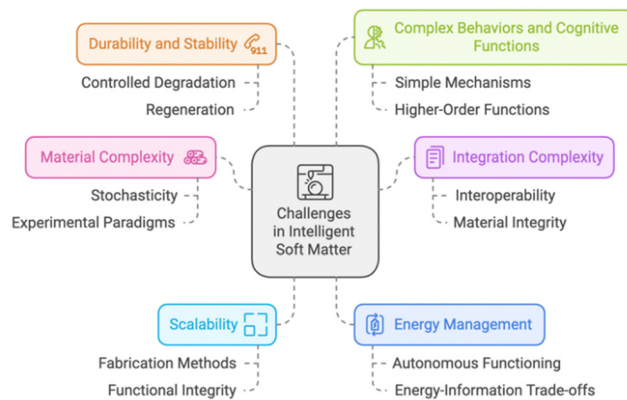 Durability and Stability
911
Controlled Degradation
Regeneration
Complex Behaviors and Cognitive
Functions
Simple Mechanisms
Higher-Order Functions
Material Complexity
Stochasticity
Experimental Paradigms
Challenges
in Intelligent
Soft Matter
Integration Complexity
Interoperability
Material Integrity
Scalability
Fabrication Methods
Functional Integrity
Energy Management
Autonomous Functioning
Energy-Information Trade-offs